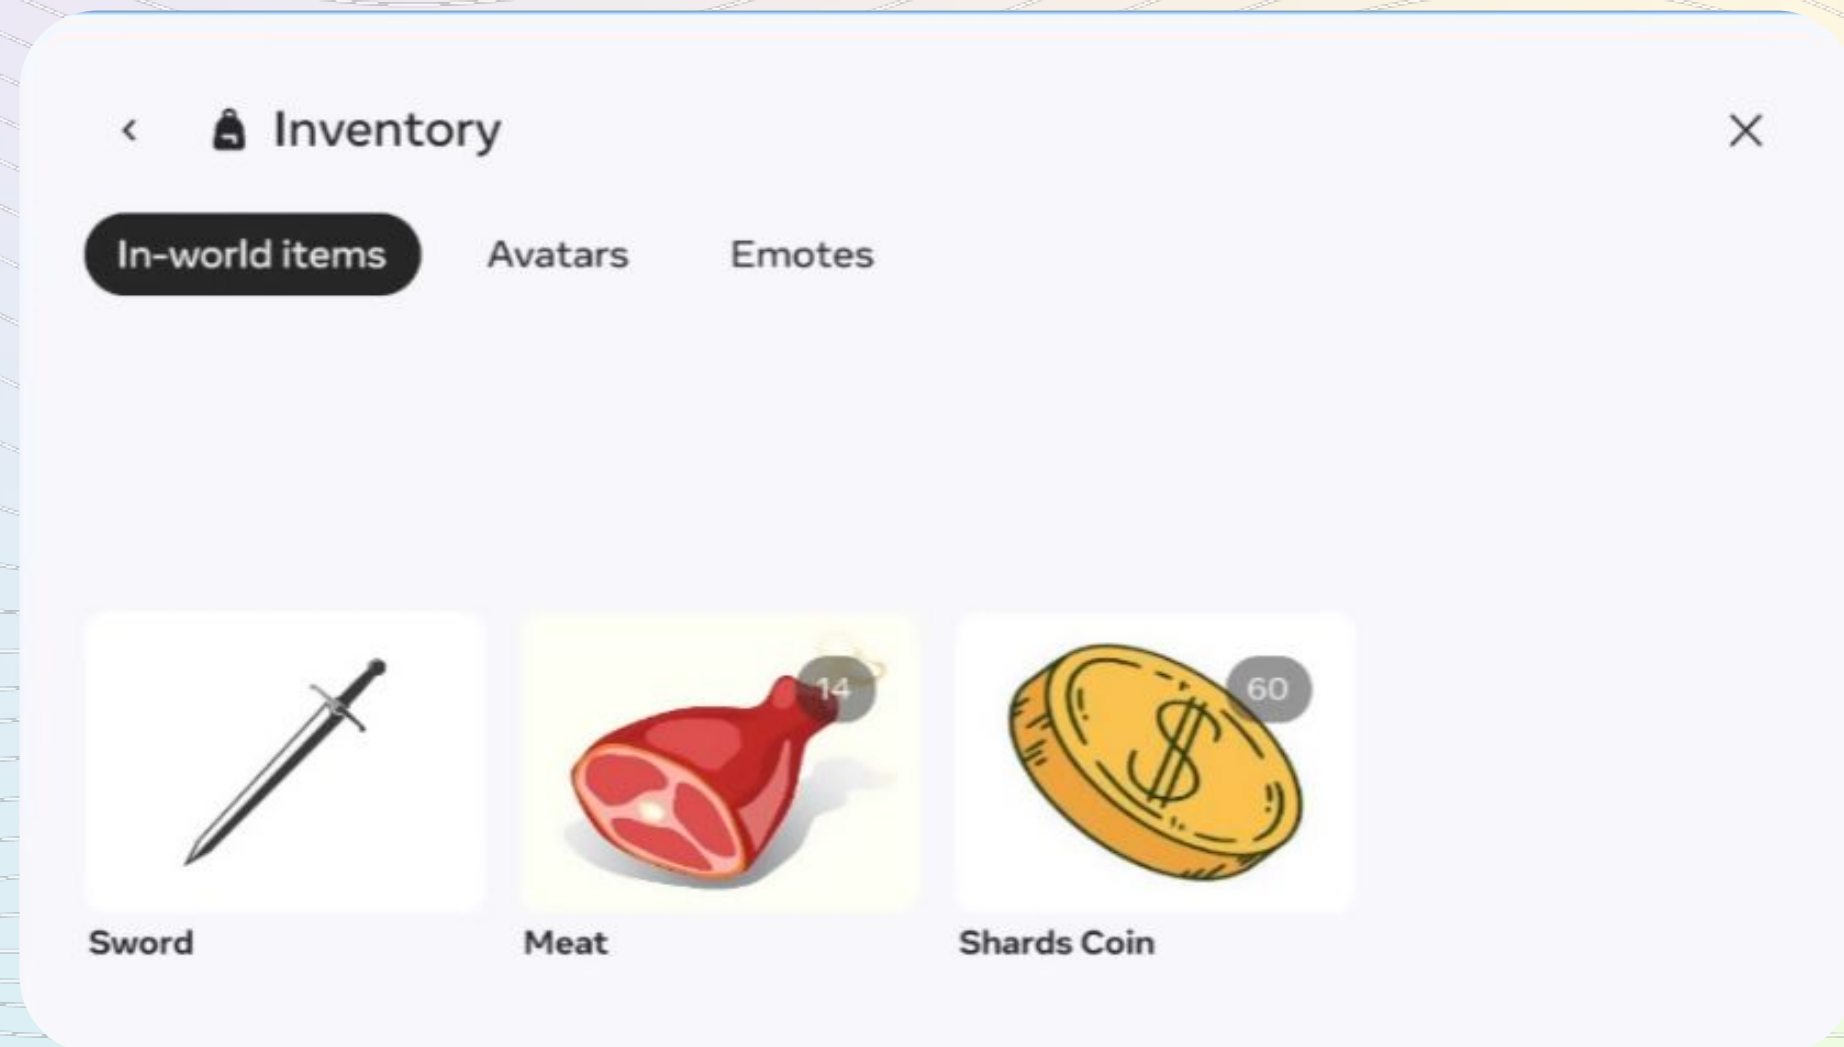 Inventory
In-world items Avatars Emotes
14 60
$
Sword Meat Shards Coin